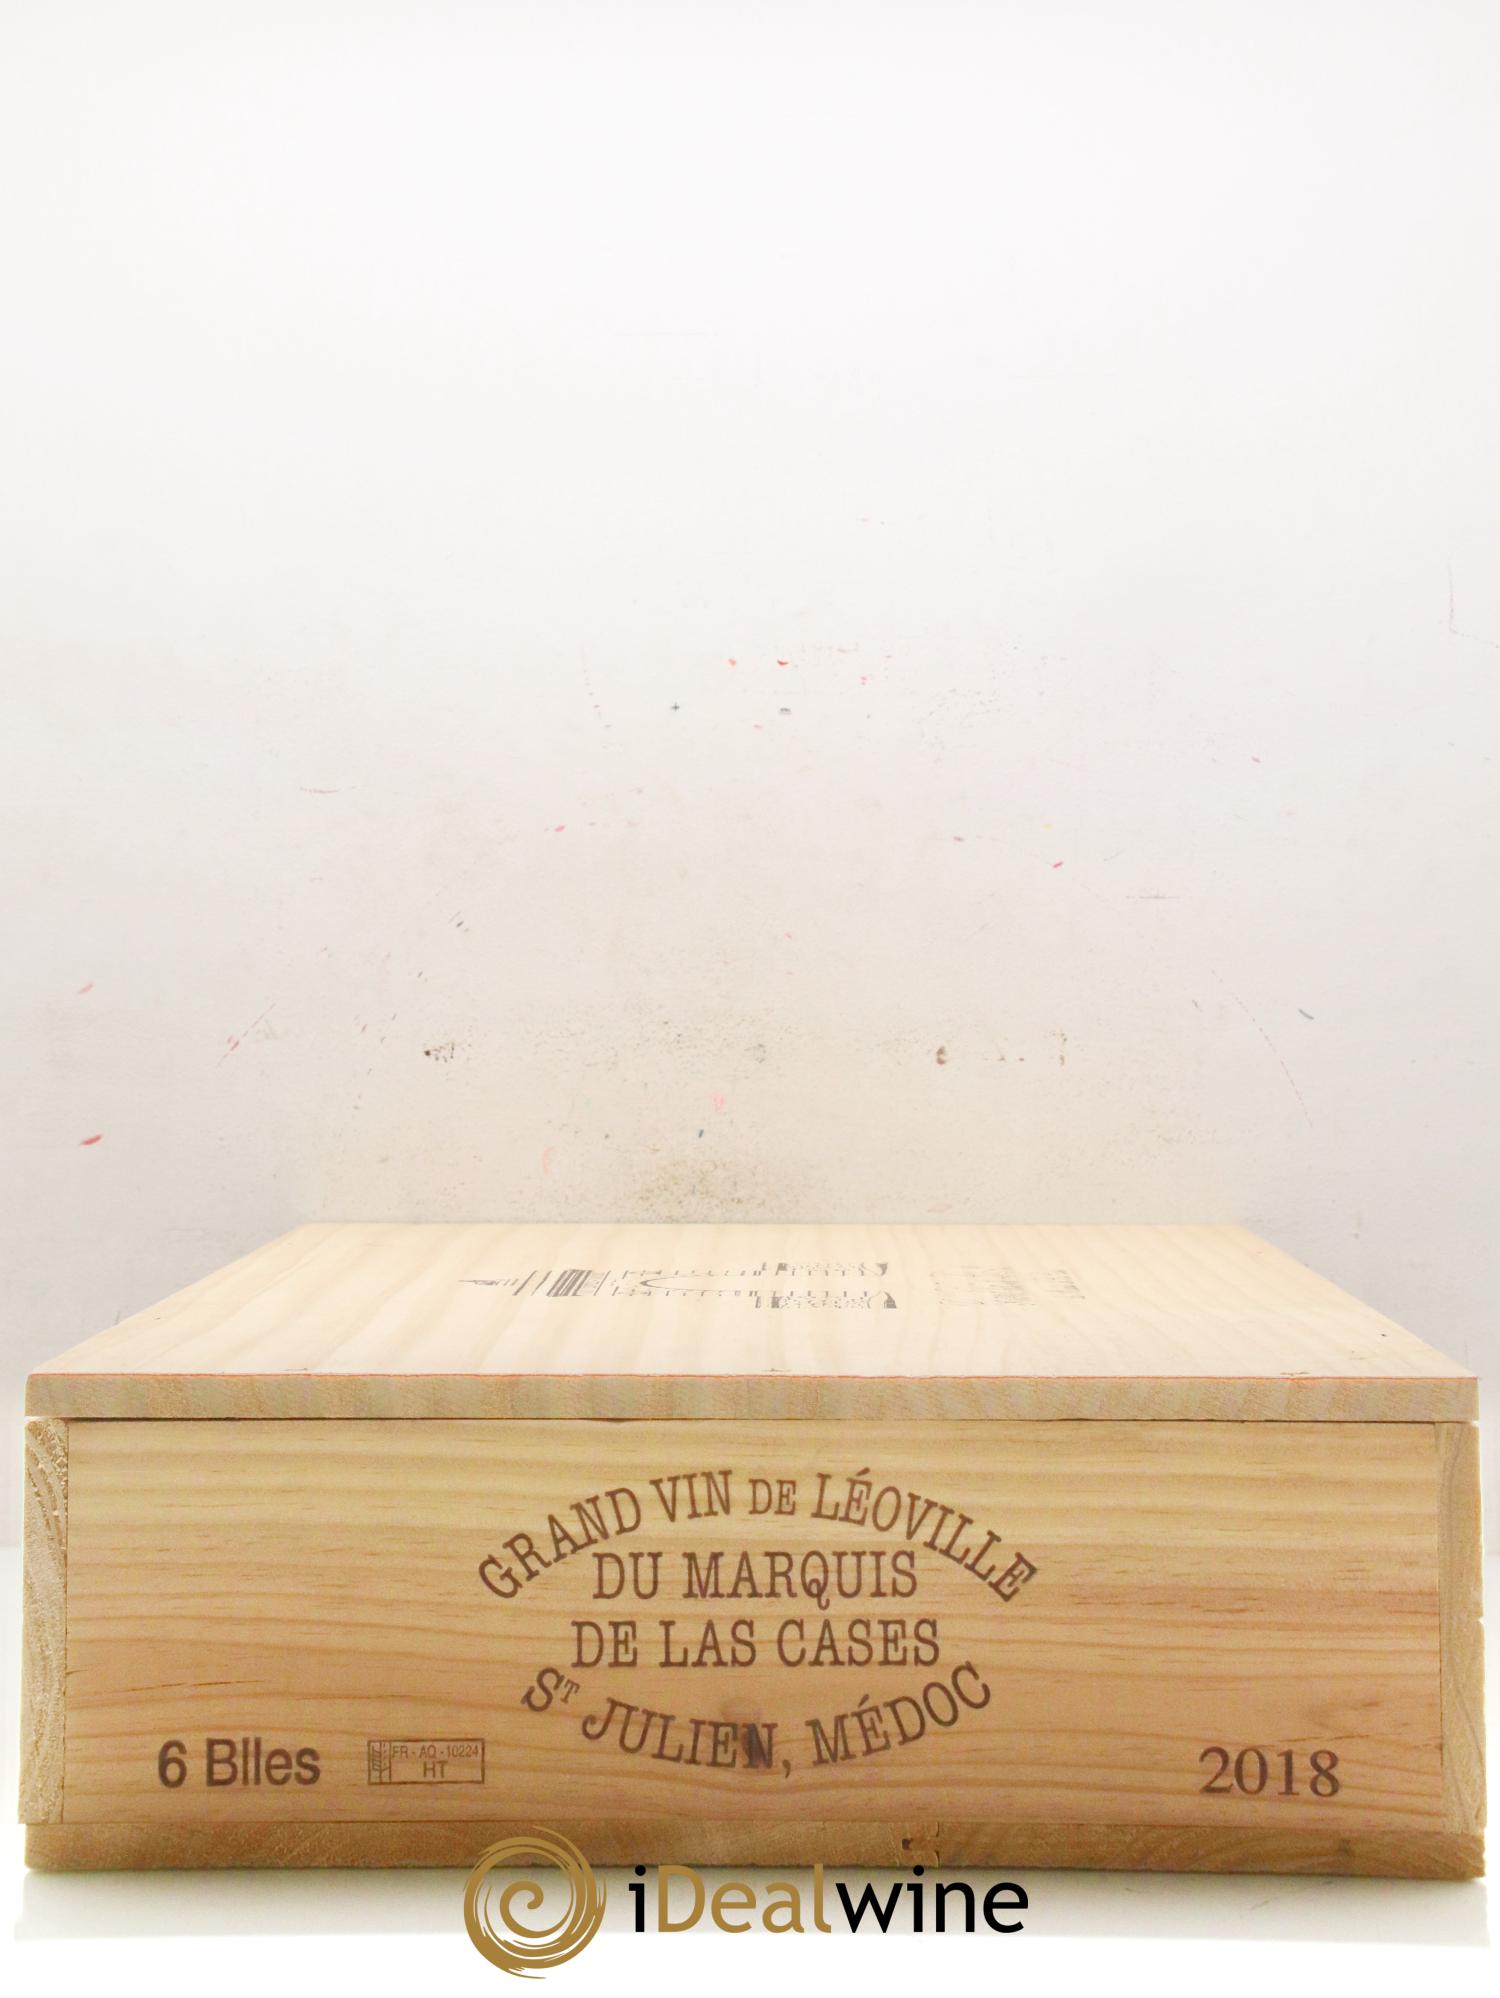 GRAND VIN DE LÉOVILLE
DU MARQUIS
DE LAS CASES
ST JULIEN, MÉDOC
6 Blles
FR - AQ - 10224
HT
2018
iDealwine